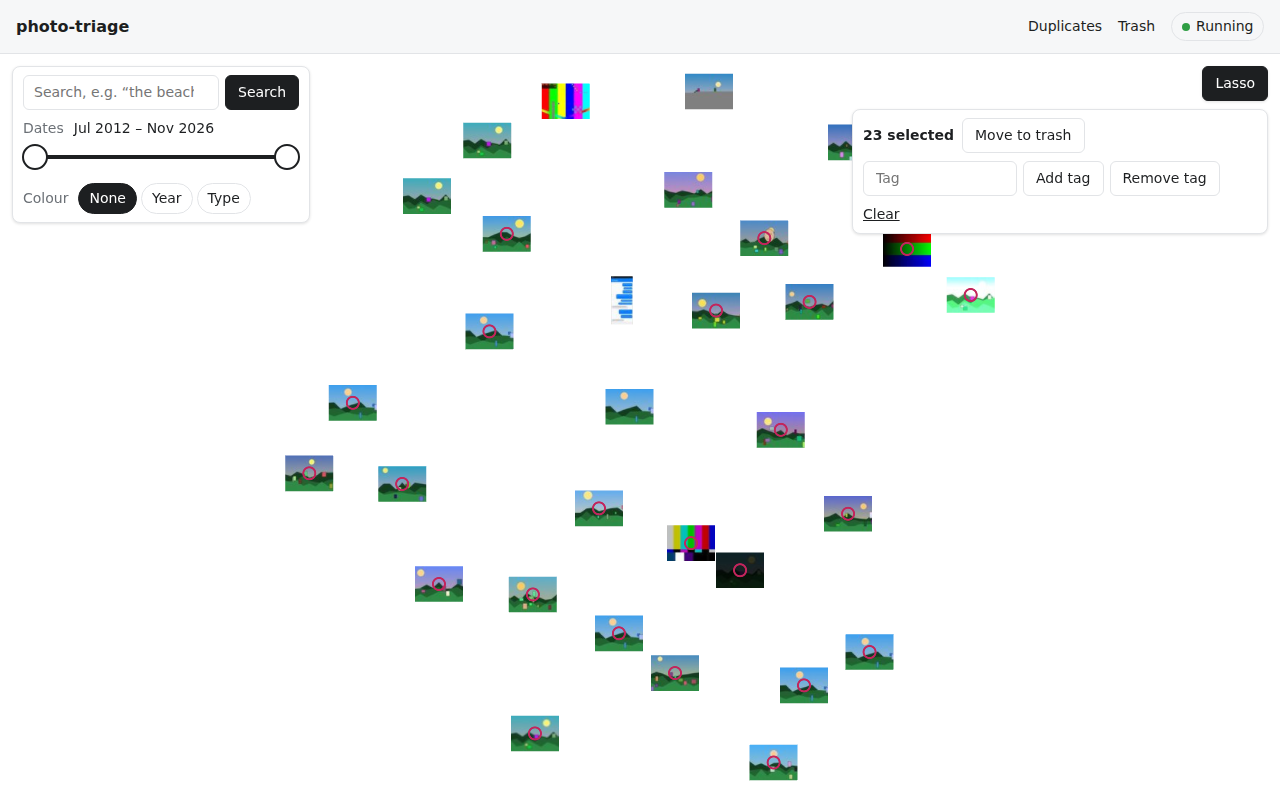 photo-triage
Duplicates Trash Running
Search, e.g. “the beach Search
Dates Jul 2012 – Nov 2026
Colour None Year Type
Lasso
23 selected Move to trash
Tag Add tag Remove tag
Clear